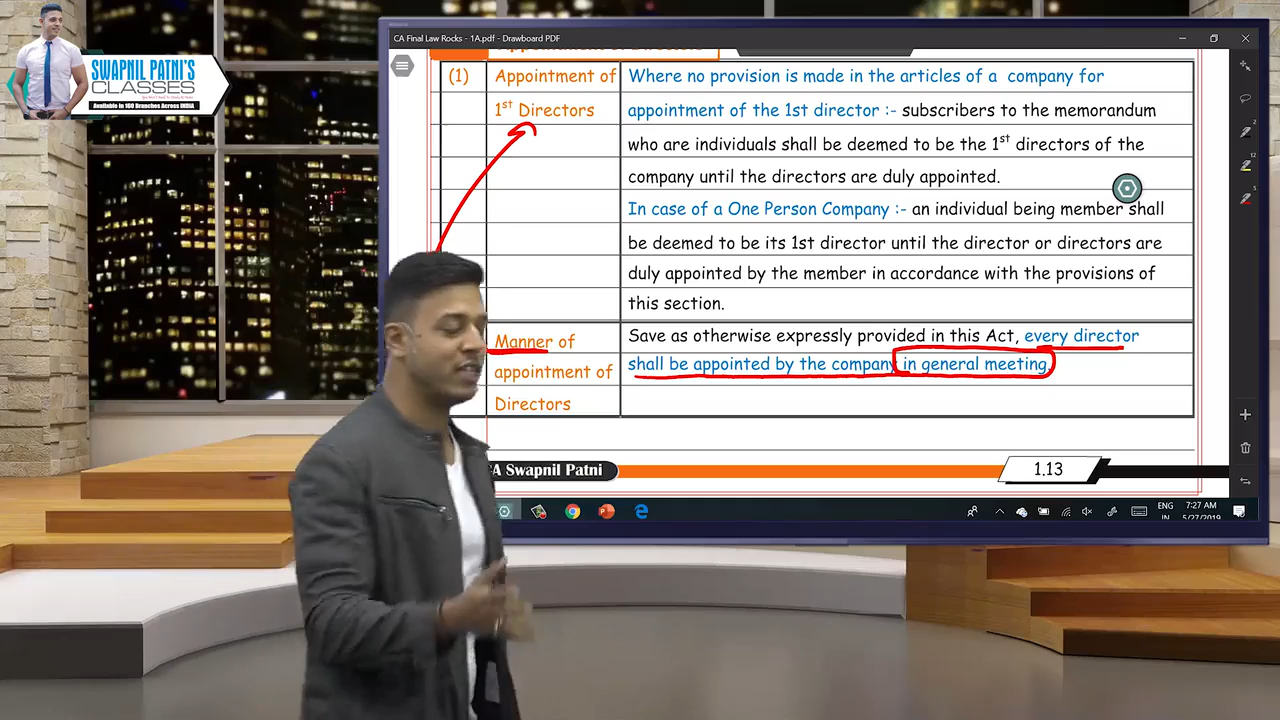 SWAPNIL PATNI'S
CLASSES
Available in 160 Branches Across INDIA
CA Final Law Rocks - 1A.pdf - Drawboard PDF
Appointment of Directors
(1) Appointment of Where no provision is made in the articles of a company for
1st Directors appointment of the 1st director :- subscribers to the memorandum
who are individuals shall be deemed to be the 1st directors of the
company until the directors are duly appointed.
In case of a One Person Company :- an individual being member shall
be deemed to be its 1st director until the director or directors are
duly appointed by the member in accordance with the provisions of
this section.
Manner of Save as otherwise expressly provided in this Act, every director
appointment of shall be appointed by the company in general meeting.
Directors
A Swapnil Patni
1.13
ENG 7:27 AM
IN 5/27/2019